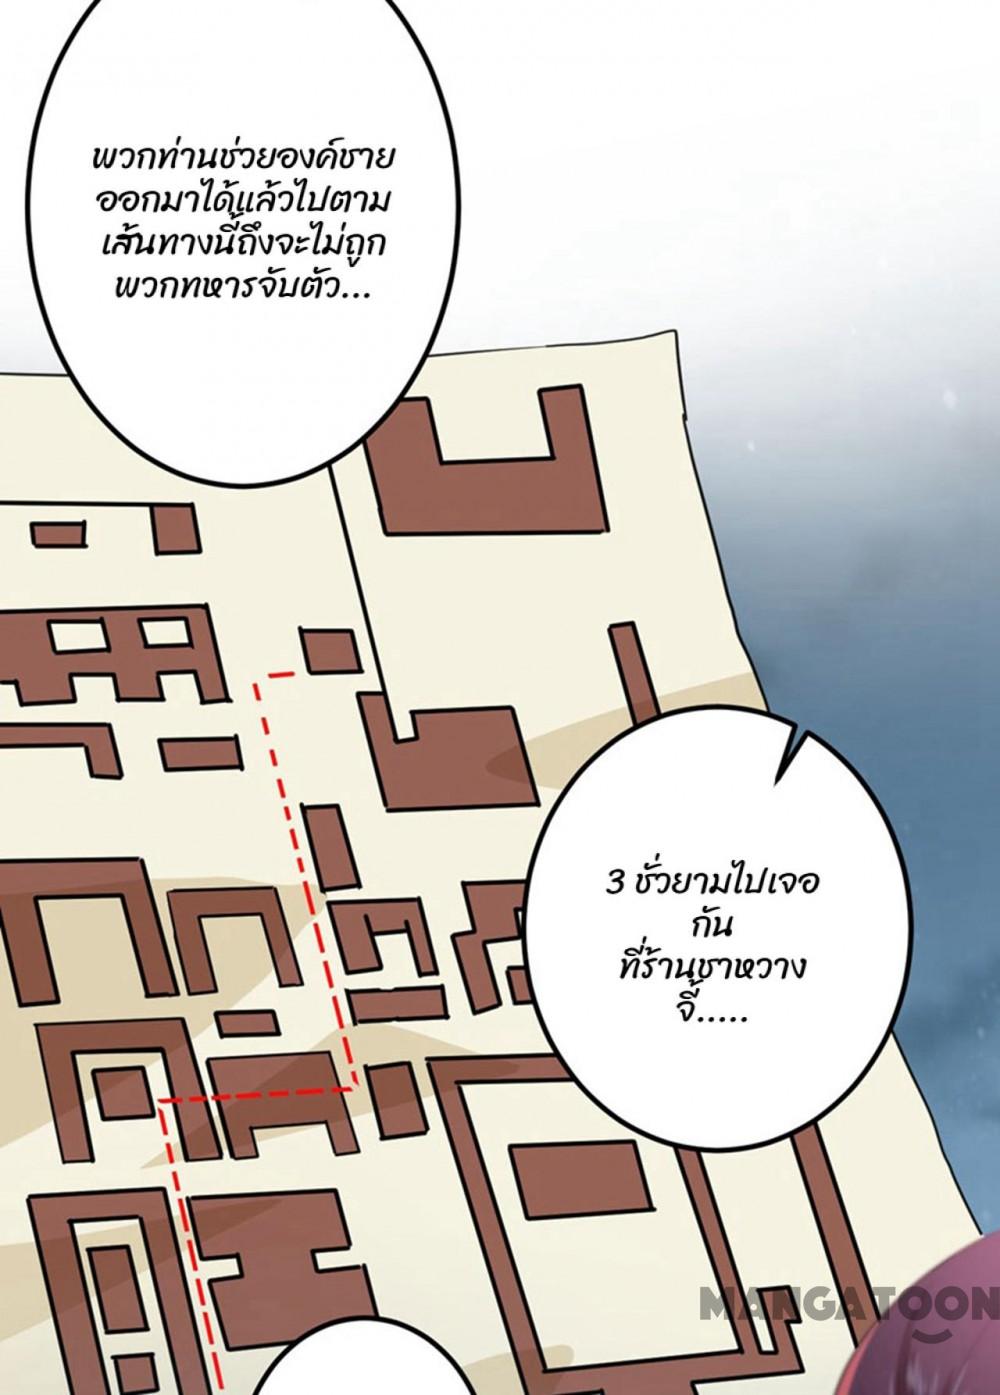 พวกท่านช่วยองค์ชาย
ออกมาได้แล้วไปตาม
เส้นทางนี้ถึงจะไม่ถูก
พวกทหารจับตัว...
3 ชั่วยามไปเจอ
กัน
ที่ร้านชาหวาง
จี้.....
MANGATOON